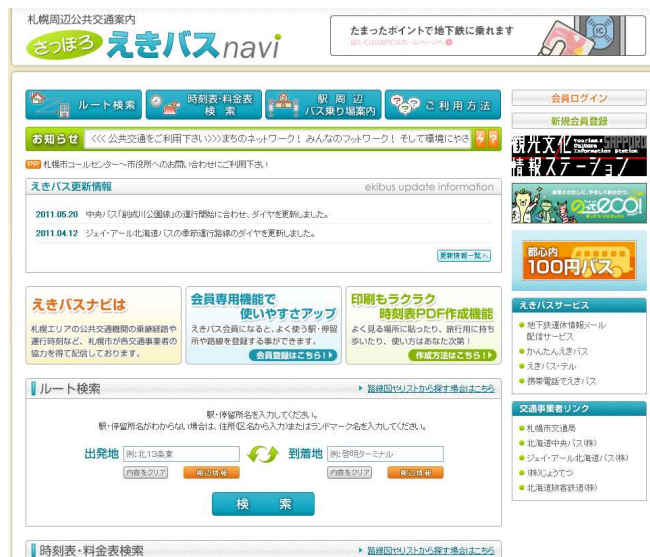 札幌周辺公共交通案内
さっぽろ えきバスnavi
たまったポイントで地下鉄に乗れます
詳しくはSAPICAホームページへ
ルート検索
時刻表・料金表
検 索
駅 周 辺
バス乗り場案内
ご利用方法
会員ログイン
新規会員登録
お知らせ
<<< 公共交通をご利用下さい>>>まちのネットワーク! みんなのフットワーク! そして環境にやさ
PR 札幌市コールセンター～市役所へのお問い合わせにご利用下さい
観光文化
Tourism &
Culture
Information Station
SAPPORO
情報ステーション
えきバス更新情報
ekibus update information
2011.05.20 中央バス「創成川公園線」の運行開始に合わせ、ダイヤを更新しました。
2011.04.12 ジェイ・アール北海道バスの季節運行路線のダイヤを更新しました。
更新情報一覧へ
eco!
都心内
100円バス
えきバスナビは
札幌エリアの公共交通機関の乗継経路や
運行時刻など、札幌市が各交通事業者の
協力を得て配信しております。
会員専用機能で
使いやすさアップ
えきバス会員になると、よく使う駅・停留
所や路線を登録する事ができます。
会員登録はこちら!
印刷もラクラク
時刻表PDF作成機能
よく見る場所に貼ったり、旅行用に持ち
歩いたり、使い方はあなた次第!
作成方法はこちら!
えきバスサービス
地下鉄運休情報メール
配信サービス
かんたんえきバス
えきバス・テル
携帯電話でえきバス
ルート検索
路線図やリストから探す場合はこちら
駅・停留所名を入力してください。
駅・停留所名がわからない場合は、住所(区名から入力)またはランドマーク名を入力してください。
出発地
例:北13条東
到着地
例:啓明ターミナル
内容をクリア
周辺情報
内容をクリア
周辺情報
検 索
交通事業者リンク
札幌市交通局
北海道中央バス(株)
ジェイ・アール北海道バス(株)
(株)じょうてつ
北海道旅客鉄道(株)
時刻表・料金表検索
路線図やリストから探す場合はこちら